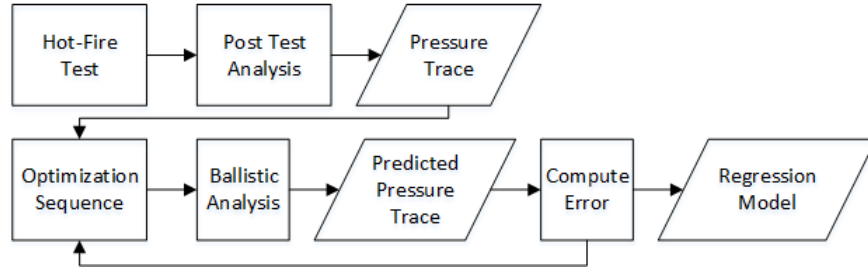 Hot-Fire
Test
Post Test
Analysis
Pressure
Trace
Optimization
Sequence
Ballistic
Analysis
Predicted
Pressure
Trace
Compute
Error
Regression
Model